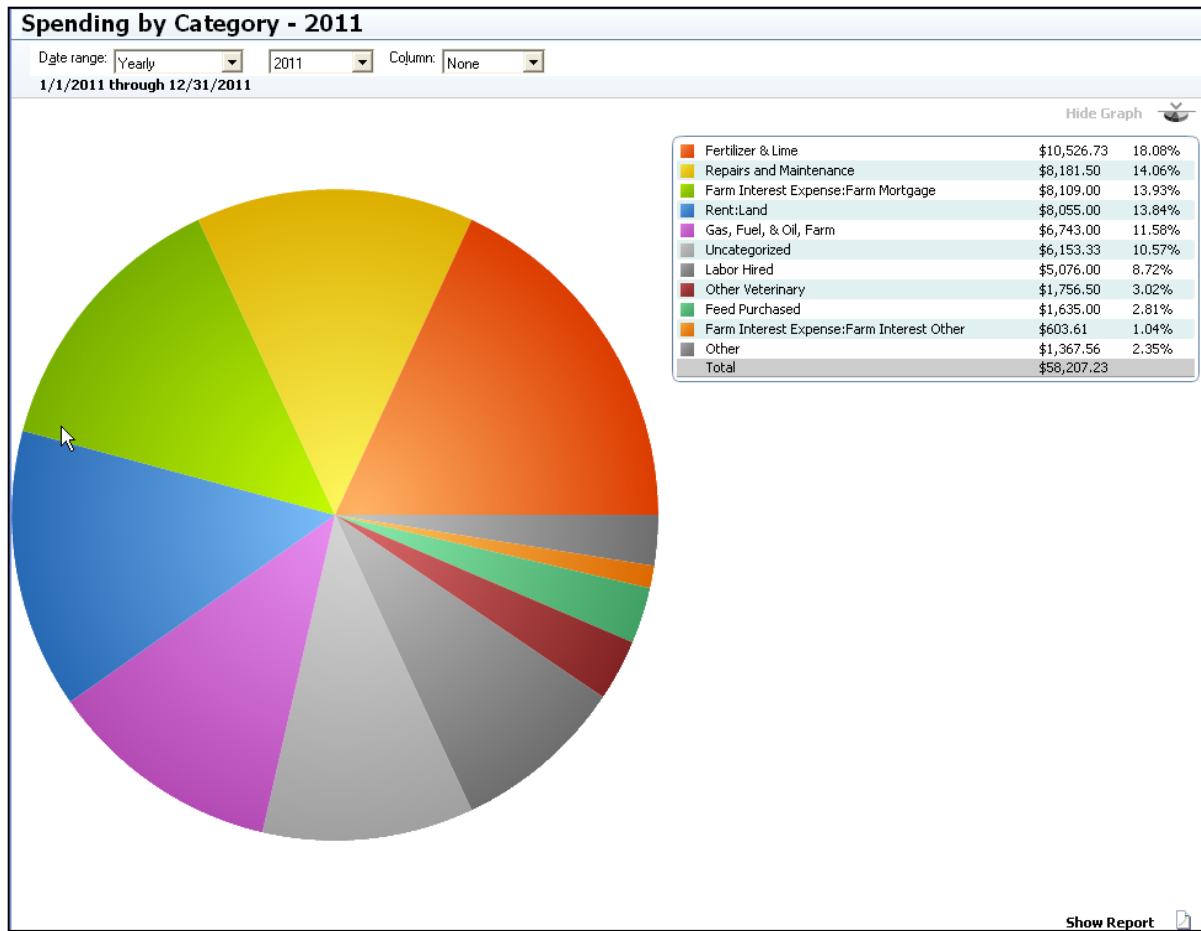 Spending by Category - 2011
Date range: Yearly 2011 Column: None
1/1/2011 through 12/31/2011
Hide Graph
Fertilizer & Lime $10,526.73 18.08%
Repairs and Maintenance $8,181.50 14.06%
Farm Interest Expense:Farm Mortgage $8,109.00 13.93%
Rent:Land $8,055.00 13.84%
Gas, Fuel, & Oil, Farm $6,743.00 11.58%
Uncategorized $6,153.33 10.57%
Labor Hired $5,076.00 8.72%
Other Veterinary $1,756.50 3.02%
Feed Purchased $1,635.00 2.81%
Farm Interest Expense:Farm Interest Other $603.61 1.04%
Other $1,367.56 2.35%
Total $58,207.23
Show Report